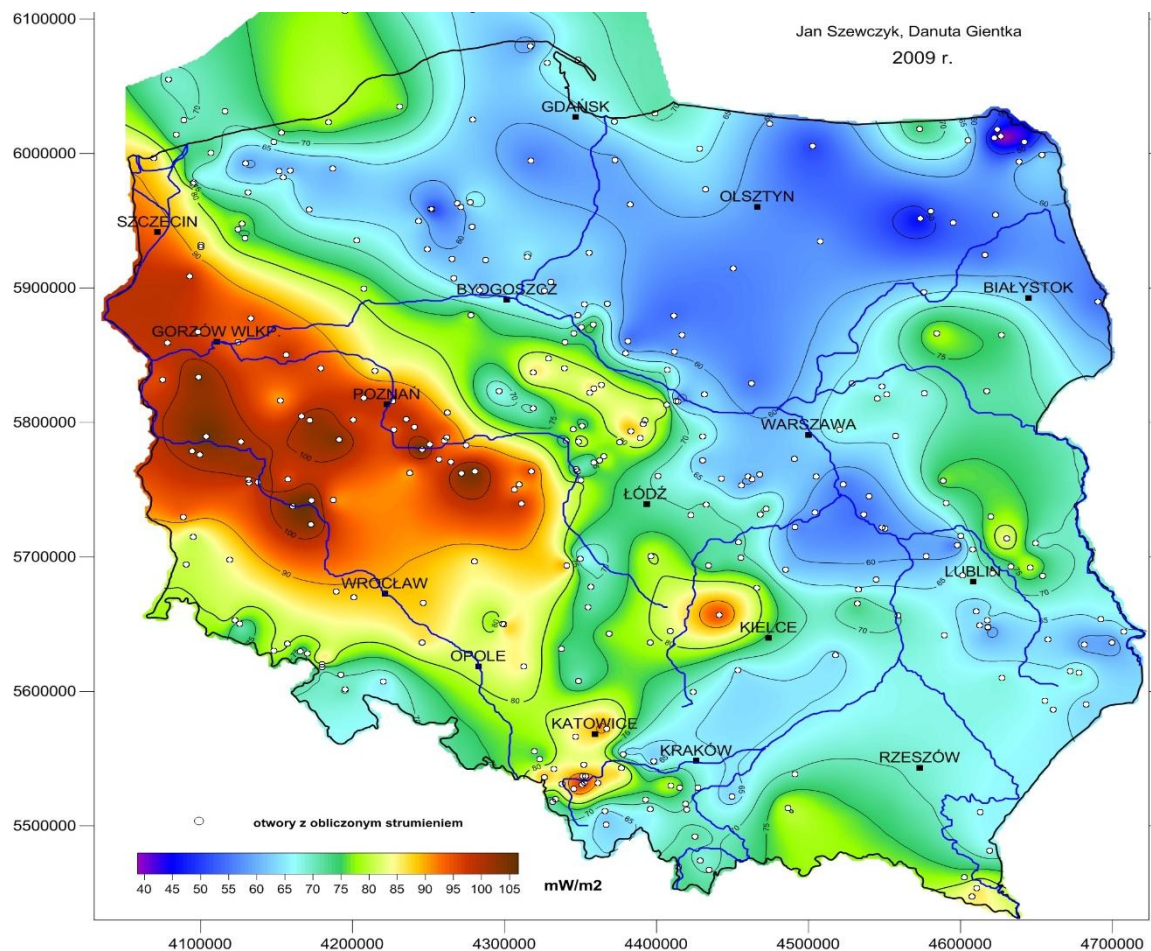 6100000
Jan Szewczyk, Danuta Gientka
2009 r.
GDAŃSK
6000000
OLSZTYN
SZCZECIN
5900000
BYDGOSZCZ
BIAŁYSTOK
GORZÓW WLKP.
POZNAŃ
5800000
WARSZAWA
ŁÓDŹ
5700000
WROCŁAW
LUBLIN
KIELCE
OPOLE
5600000
KATOWICE
KRAKÓW
RZESZÓW
5500000
otwory z obliczonym strumieniem
40 45 50 55 60 65 70 75 80 85 90 95 100 105
mW/m2
4100000 4200000 4300000 4400000 4500000 4600000 4700000